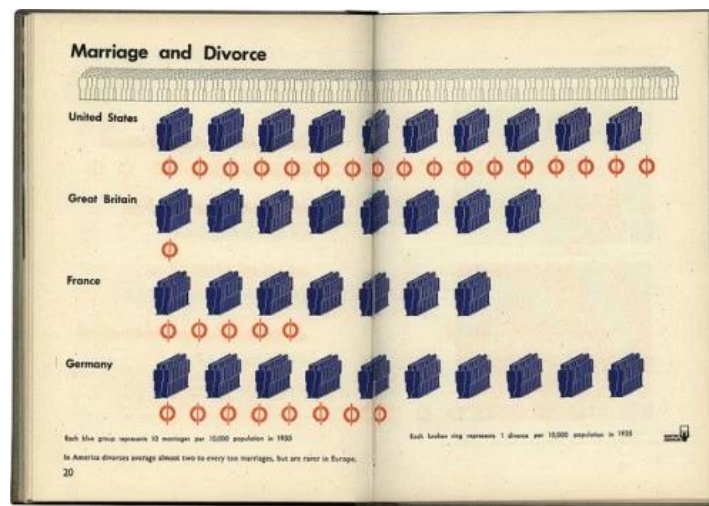 Marriage and Divorce
United States
Great Britain
France
Germany
Each blue group represents 10 marriages per 10,000 population in 1935
Each broken ring represents 1 divorce per 10,000 population in 1935
In America divorces average almost two to every ten marriages, but are rarer in Europe.
20